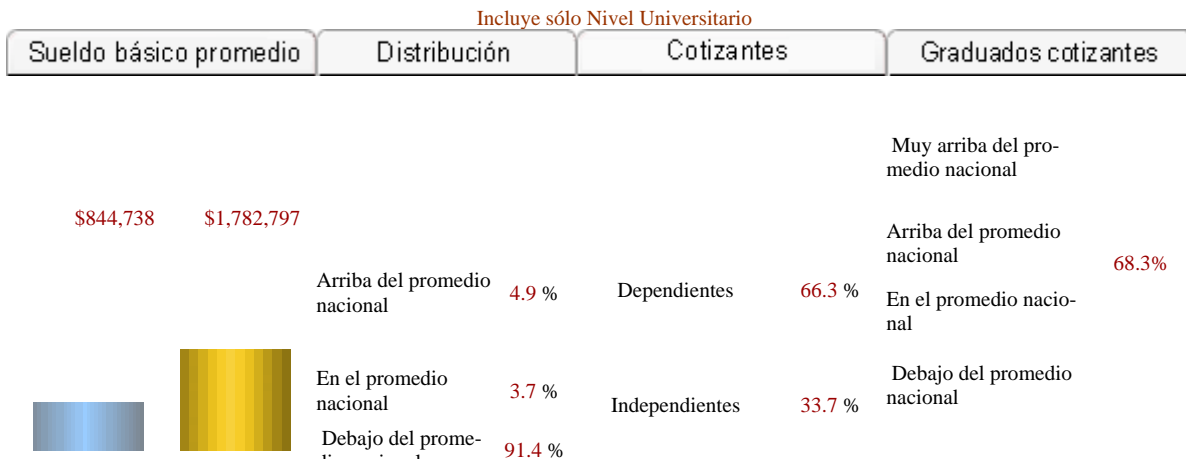 Incluye sólo Nivel Universitario
Sueldo básico promedio
Distribución
Cotizantes
Graduados cotizantes
$844,738
$1,782,797
Arriba del promedio
nacional
4.9 %
En el promedio
nacional
3.7 %
Debajo del prome-
91.4 %
Dependientes
66.3 %
Independientes
33.7 %
Muy arriba del pro-
medio nacional
Arriba del promedio
nacional
68.3%
En el promedio nacio-
nal
Debajo del promedio
nacional